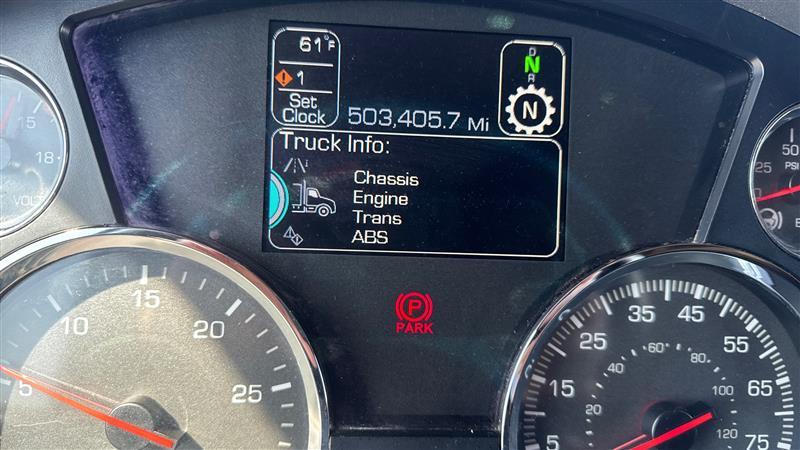 61°F
1
Set
Clock
503,405.7 Mi
D
N
R
N
Truck Info:
Chassis
Engine
Trans
ABS
P
PARK
15
18
VOLT
50
25
PSI
5
10
15
20
25
5
15
25
35
45
55
65
75
20
40
60
80
100
120